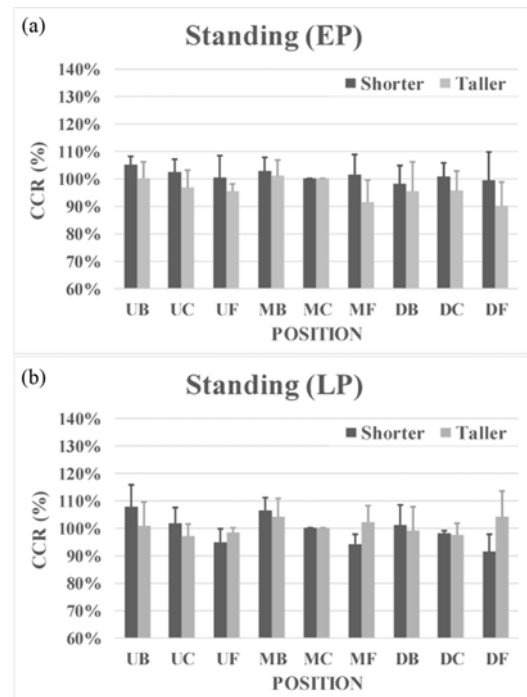 (a)
Standing (EP)
140%
130%
120%
110%
100%
90%
80%
70%
60%
CCR (%)
Shorter Taller
UB UC UF MB MC MF DB DC DF
POSITION
(b)
Standing (LP)
140%
130%
120%
110%
100%
90%
80%
70%
60%
CCR (%)
Shorter Taller
UB UC UF MB MC MF DB DC DF
POSITION